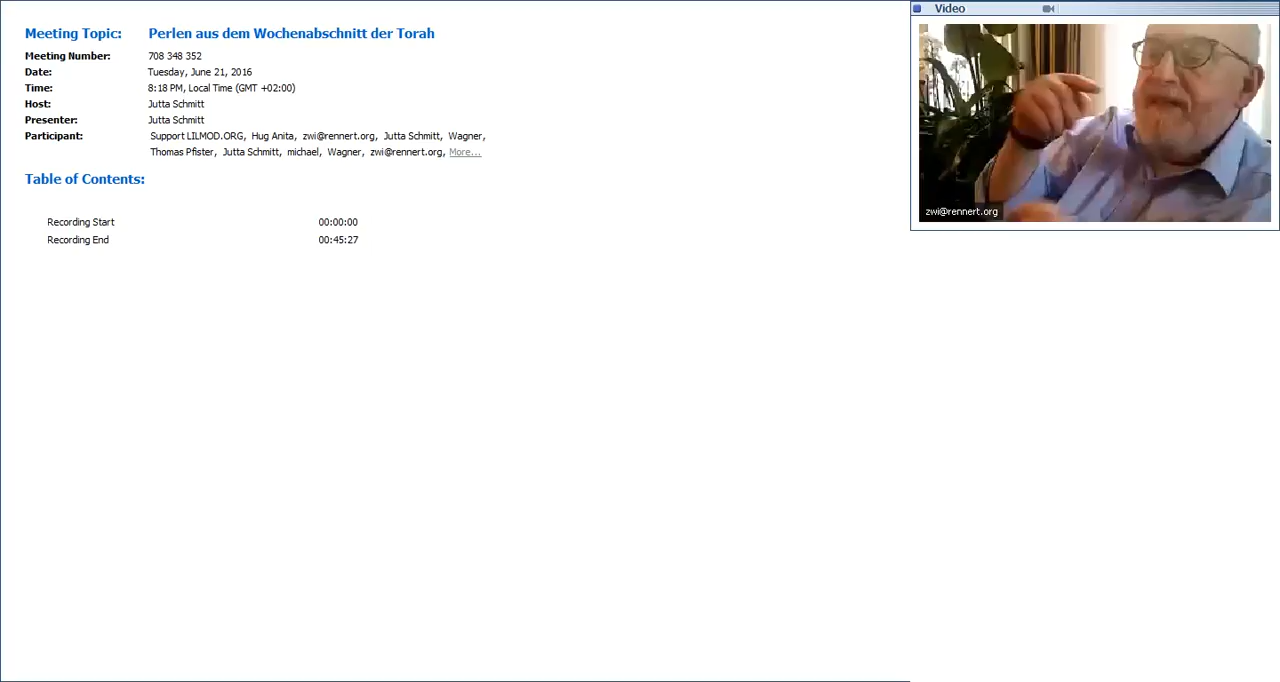 Meeting Topic: Perlen aus dem Wochenabschnitt der Torah
Meeting Number: 708 348 352
Date: Tuesday, June 21, 2016
Time: 8:18 PM, Local Time (GMT +02:00)
Host: Jutta Schmitt
Presenter: Jutta Schmitt
Participant: Support LILMOD.ORG, Hug Anita, zwi@rennert.org, Jutta Schmitt, Wagner,
Thomas Pfister, Jutta Schmitt, michael, Wagner, zwi@rennert.org, More...
Table of Contents:
Recording Start 00:00:00
Recording End 00:45:27
Video
zwi@rennert.org